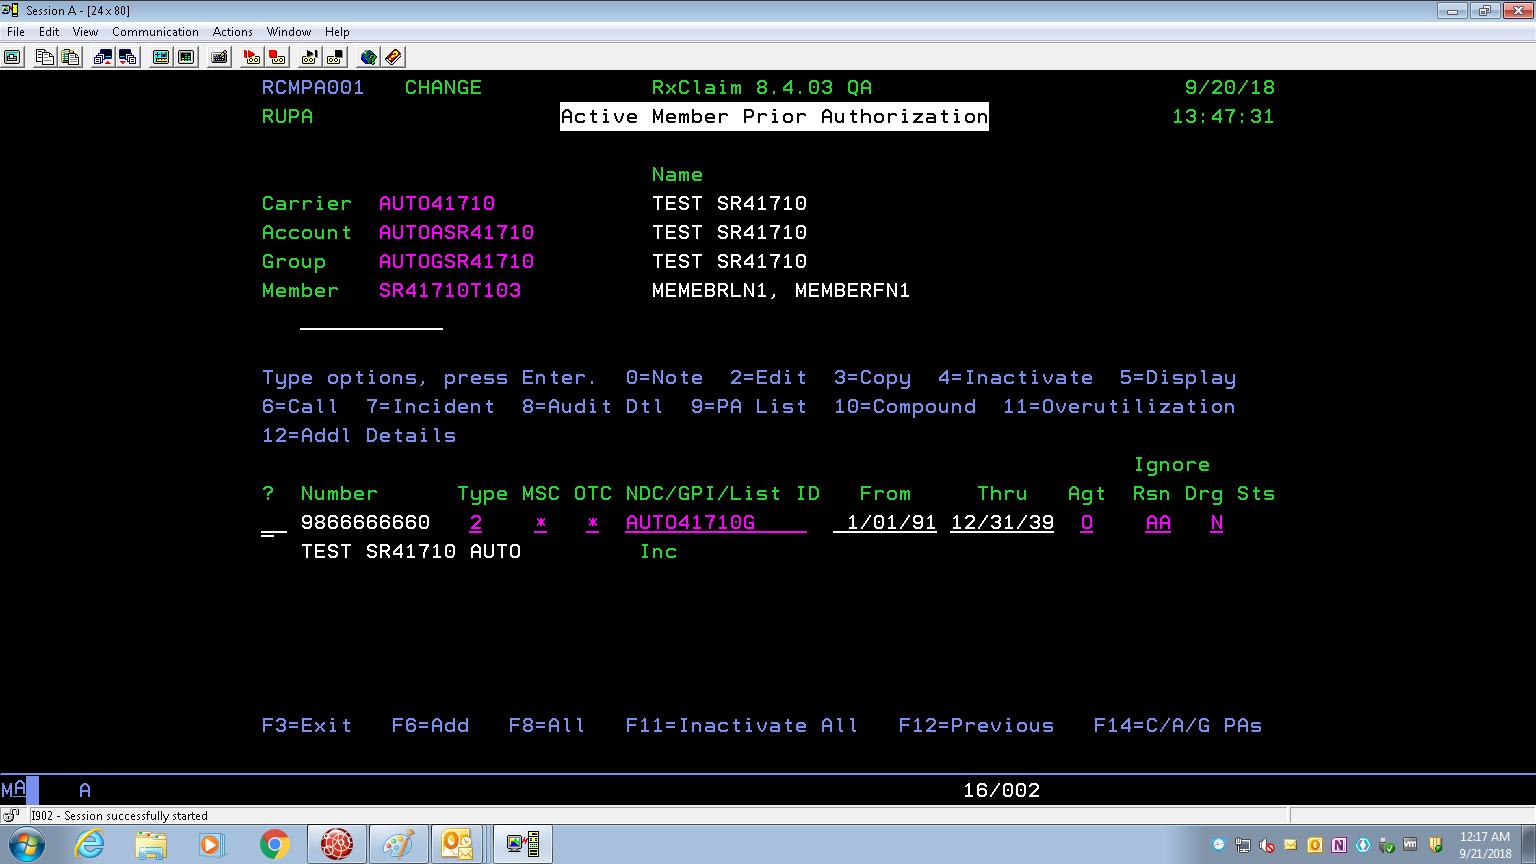 Session A - [24 x 80]
File Edit View Communication Actions Window Help
RCMPA001 CHANGE RxClaim 8.4.03 QA 9/20/18
RUPA Active Member Prior Authorization 13:47:31
Name
Carrier AUTO41710 TEST SR41710
Account AUTOASR41710 TEST SR41710
Group AUTOGSR41710 TEST SR41710
Member SR41710T103 MEMEBRLN1, MEMBERFN1
Type options, press Enter. 0=Note 2=Edit 3=Copy 4=Inactivate 5=Display
6=Call 7=Incident 8=Audit Dtl 9=PA List 10=Compound 11=Overutilization
12=Addl Details
Ignore
? Number Type MSC OTC NDC/GPI/List ID From Thru Agt Rsn Drg Sts
9866666660 2 * * AUTO41710G 1/01/91 12/31/39 O AA N
TEST SR41710 AUTO Inc
F3=Exit F6=Add F8=All F11=Inactivate All F12=Previous F14=C/A/G PAs
MA A 16/002
I902 - Session successfully started
12:17 AM
9/21/2018